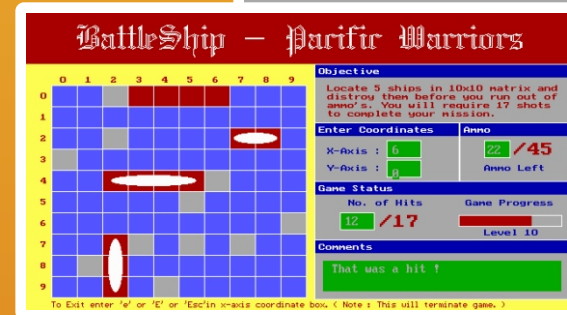 BattleShip – Pacific Warriors
0 1 2 3 4 5 6 7 8 9
0
1
2
3
4
5
6
7
8
9
Objective
Locate 5 ships in 10x10 matrix and
distroy them before you run out of
ammo's. You will require 17 shots
to complete your mission.
Enter Coordinates
X-Axis : 6
Y-Axis : 0
Ammo
22 /45
Ammo Left
Game Status
No. of Hits
12 /17
Game Progress
Level 10
Comments
That was a hit !
To Exit enter 'e' or 'E' or 'Esc'in x-axis coordinate box. ( Note : This will terminate game. )